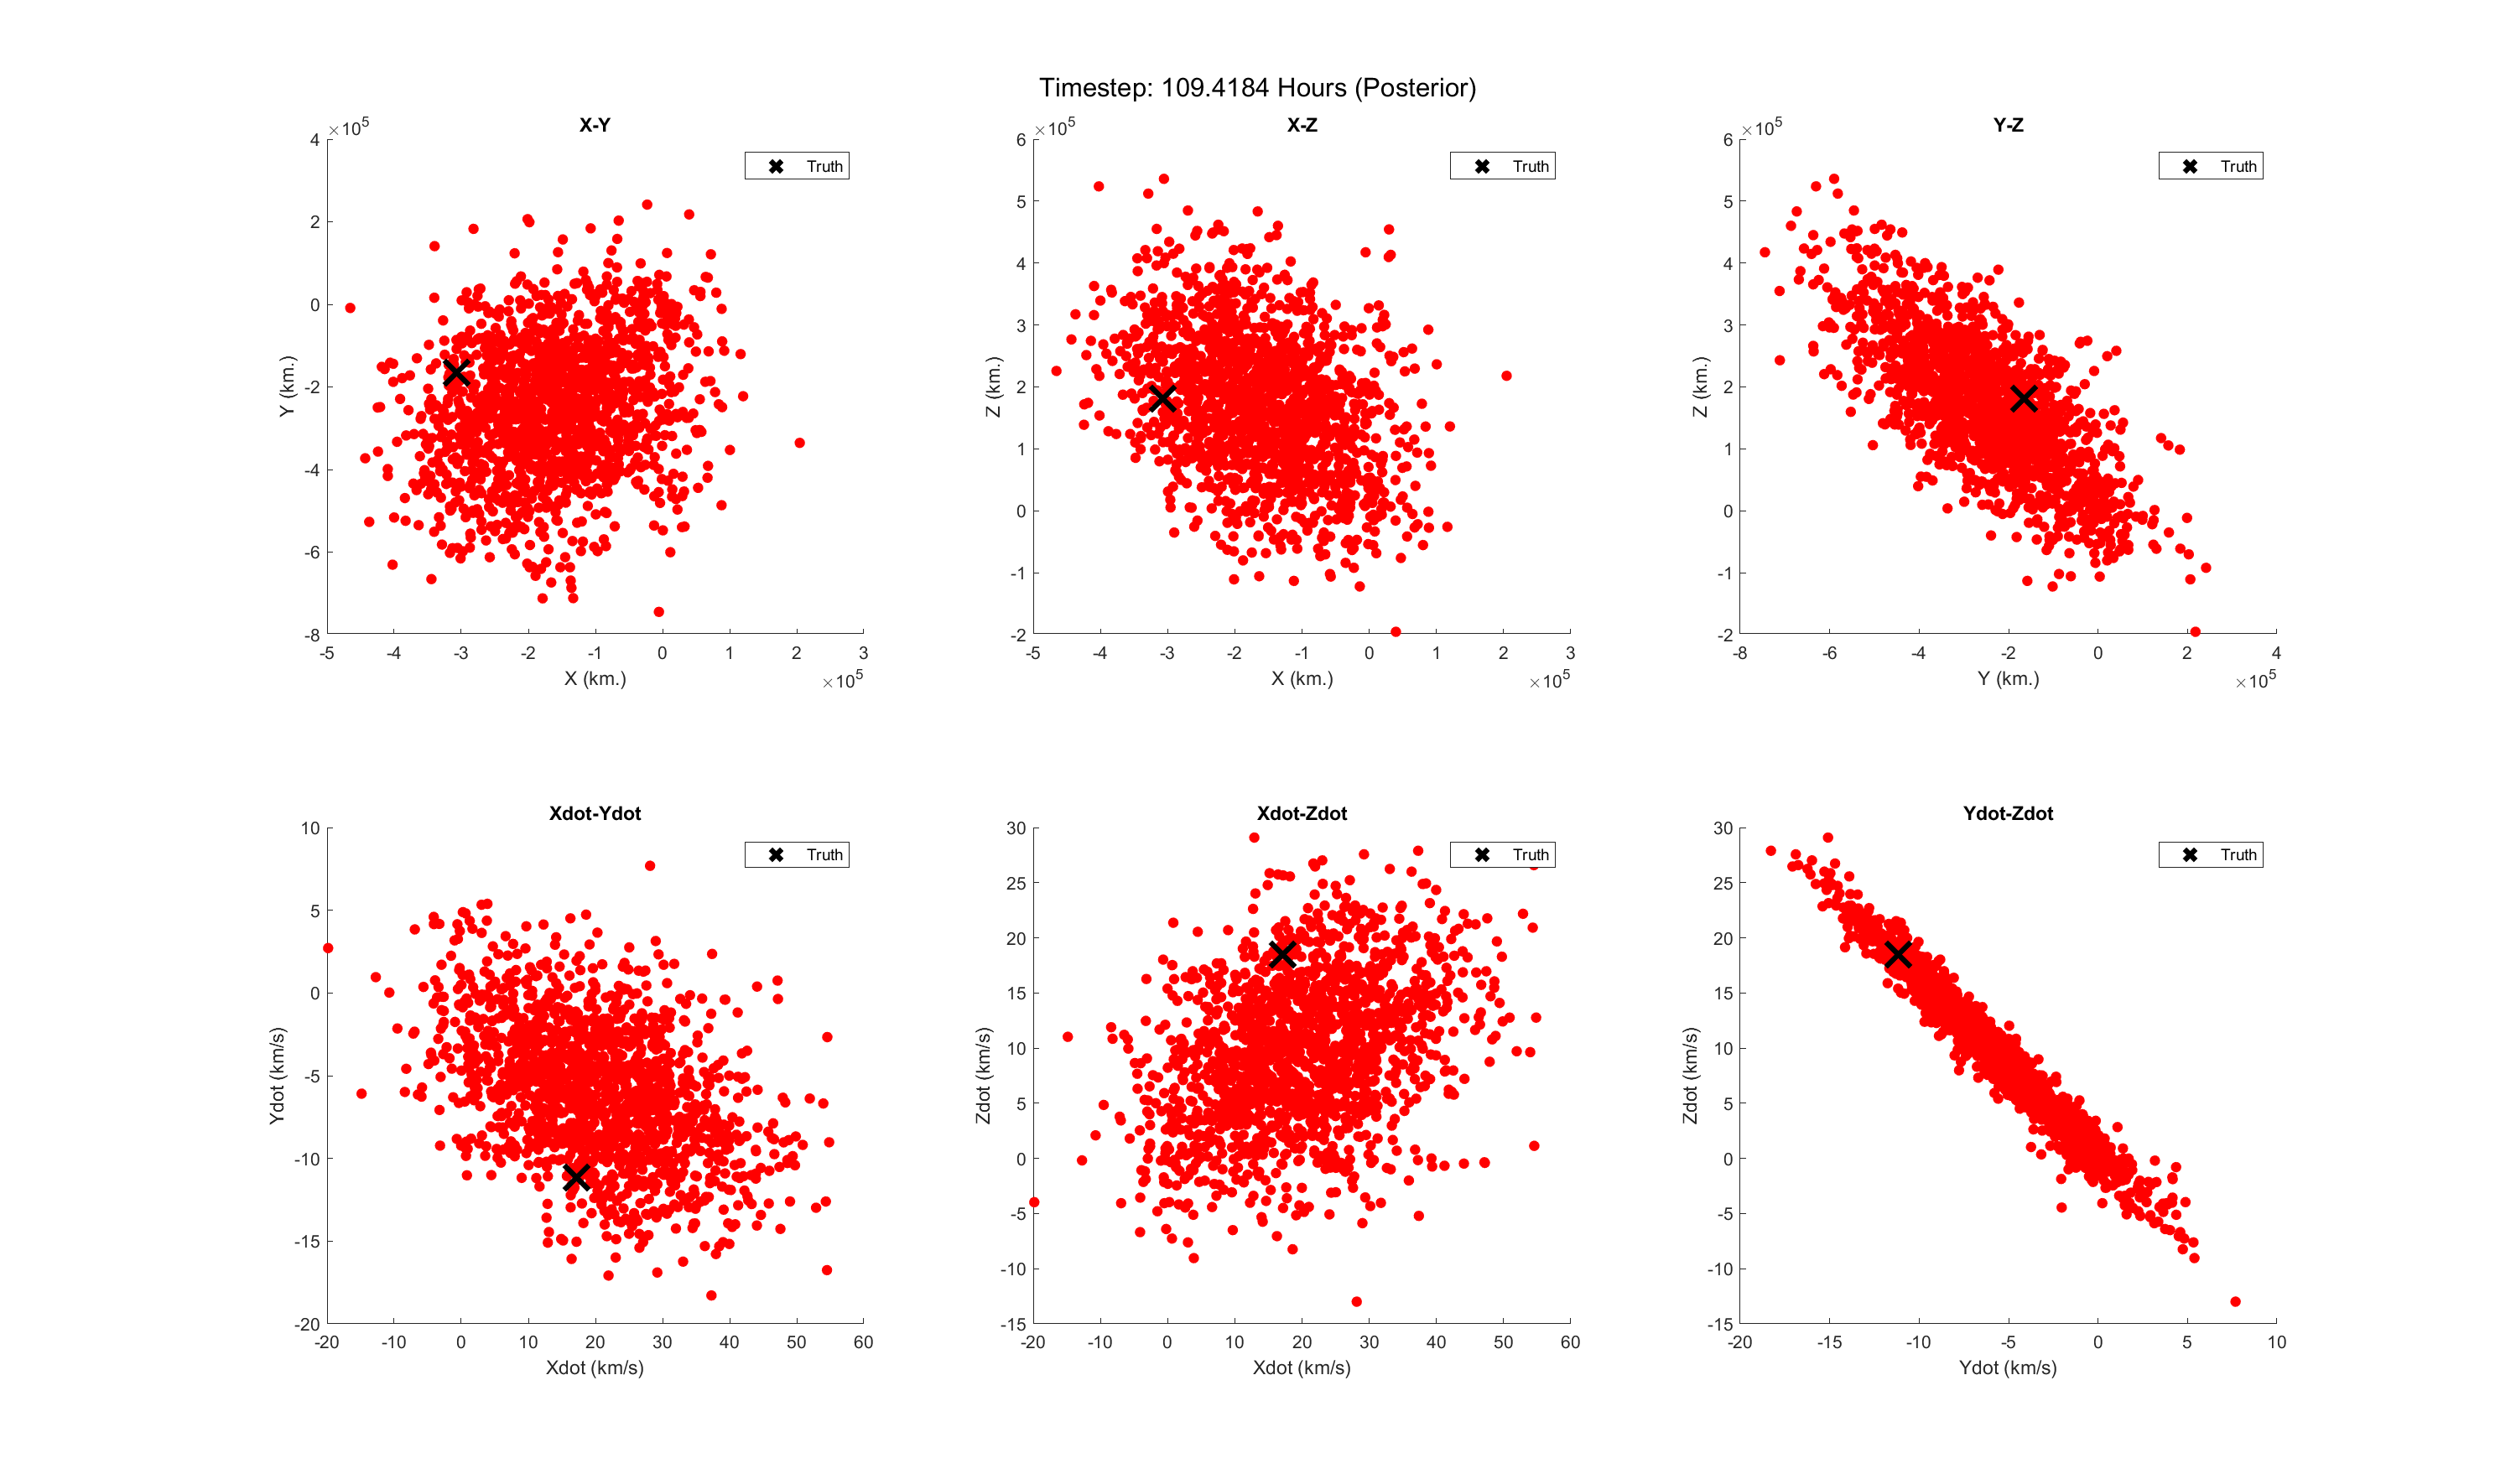 Timestep: 109.4184 Hours (Posterior)
X-Y
×10^5
Truth
4
2
0
-2
-4
-6
-8
Y (km.)
-5 -4 -3 -2 -1 0 1 2 3
X (km.)
×10^5
X-Z
×10^5
Truth
6
5
4
3
2
1
0
-1
-2
Z (km.)
-5 -4 -3 -2 -1 0 1 2 3
X (km.)
×10^5
Y-Z
×10^5
Truth
6
5
4
3
2
1
0
-1
-2
Z (km.)
-8 -6 -4 -2 0 2 4
Y (km.)
×10^5
Xdot-Ydot
Truth
10
5
0
-5
-10
-15
-20
Ydot (km/s)
-20 -10 0 10 20 30 40 50 60
Xdot (km/s)
Xdot-Zdot
Truth
30
25
20
15
10
5
0
-5
-10
-15
Zdot (km/s)
-20 -10 0 10 20 30 40 50 60
Xdot (km/s)
Ydot-Zdot
Truth
30
25
20
15
10
5
0
-5
-10
-15
Zdot (km/s)
-20 -15 -10 -5 0 5 10
Ydot (km/s)